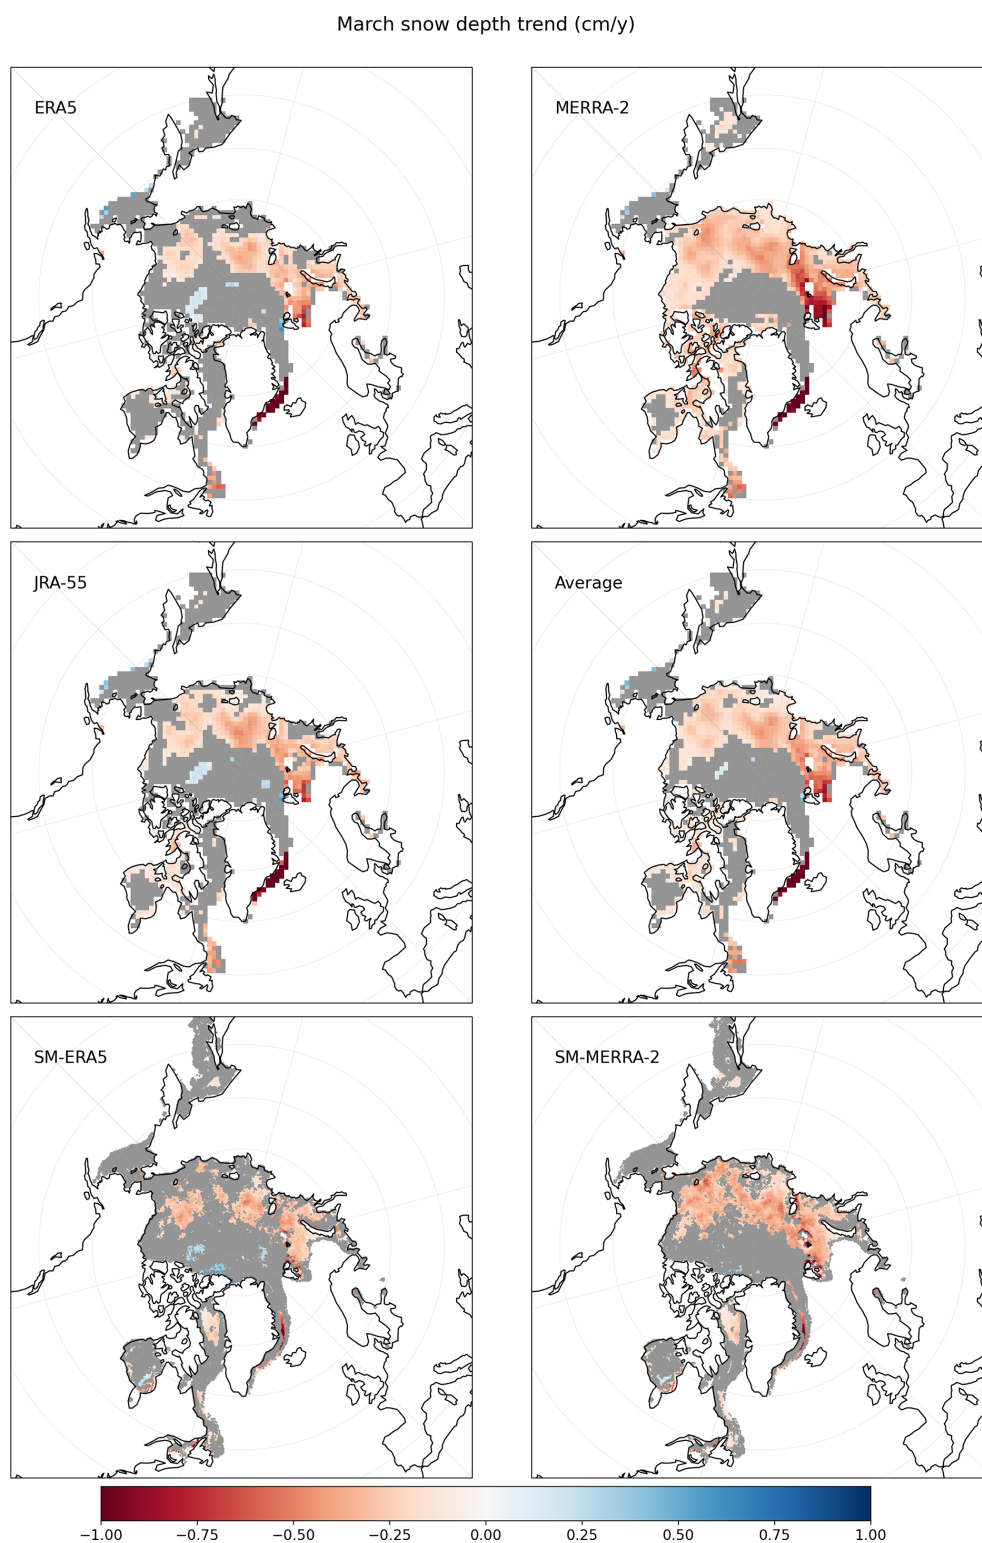 March snow depth trend (cm/y)
ERA5
MERRA-2
JRA-55
Average
SM-ERA5
SM-MERRA-2
−1.00 −0.75 −0.50 −0.25 0.00 0.25 0.50 0.75 1.00